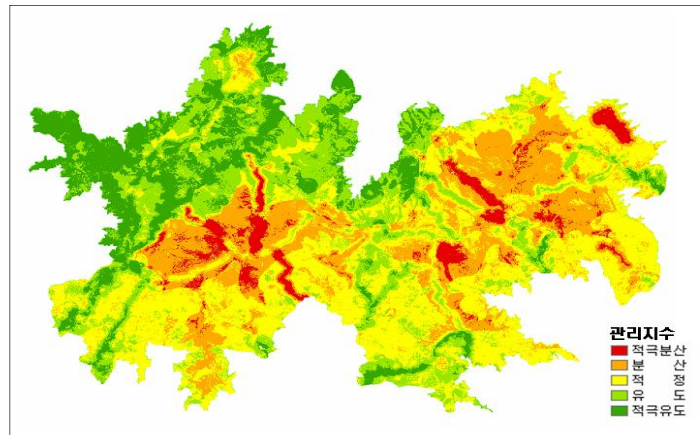 관리지수
적극분산
분 산
적 정
유 도
적극유도